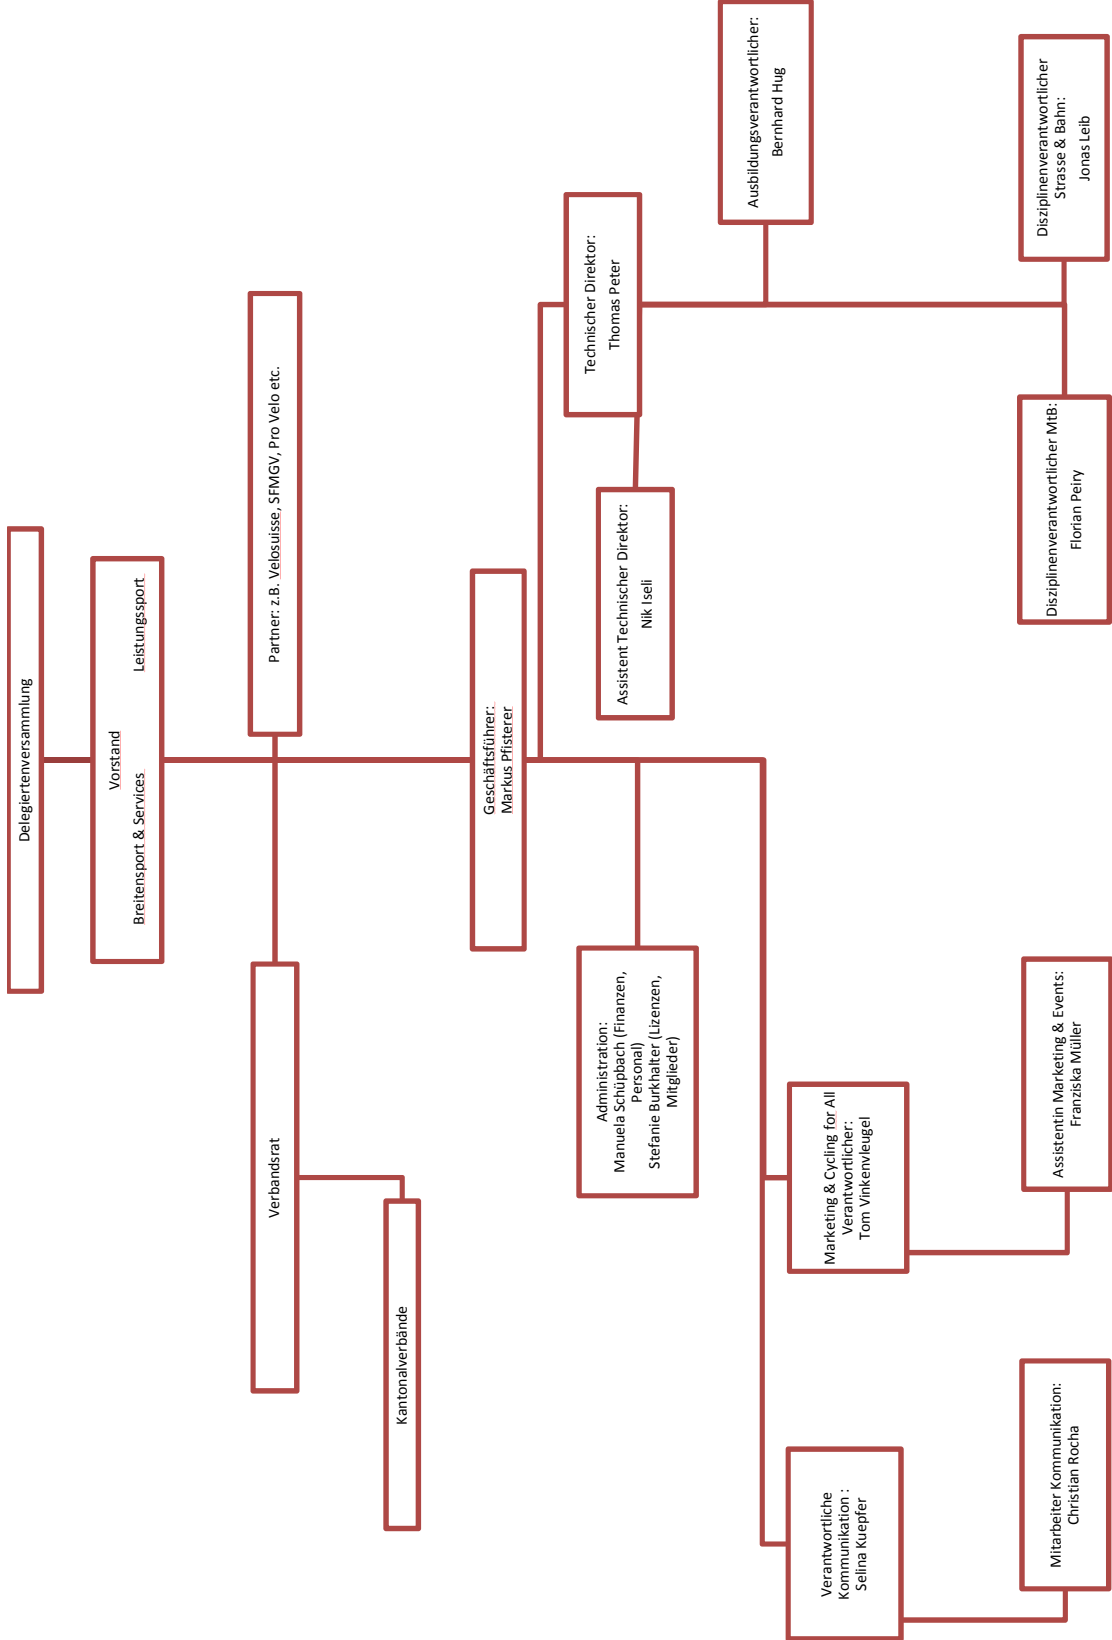 Delegiertenversammlung
Vorstand
Breitensport & Services Leistungssport
Verbandsrat
Partner: z.B. Velosuisse, SFMGV, Pro Velo etc.
Kantonalverbände
Geschäftsführer:
Markus Pfisterer
Administration:
Manuela Schüpbach (Finanzen,
Personal)
Stefanie Burkhalter (Lizenzen,
Mitglieder)
Assistent Technischer Direktor:
Nik Iseli
Technischer Direktor:
Thomas Peter
Ausbildungsverantwortlicher:
Bernhard Hug
Verantwortliche
Kommunikation :
Selina Kuepfer
Marketing & Cycling for All
Verantwortlicher:
Tom Vinkenvleugel
Mitarbeiter Kommunikation:
Christian Rocha
Assistentin Marketing & Events:
Franziska Müller
Disziplinenverantwortlicher MtB:
Florian Peiry
Disziplinenverantwortlicher
Strasse & Bahn:
Jonas Leib